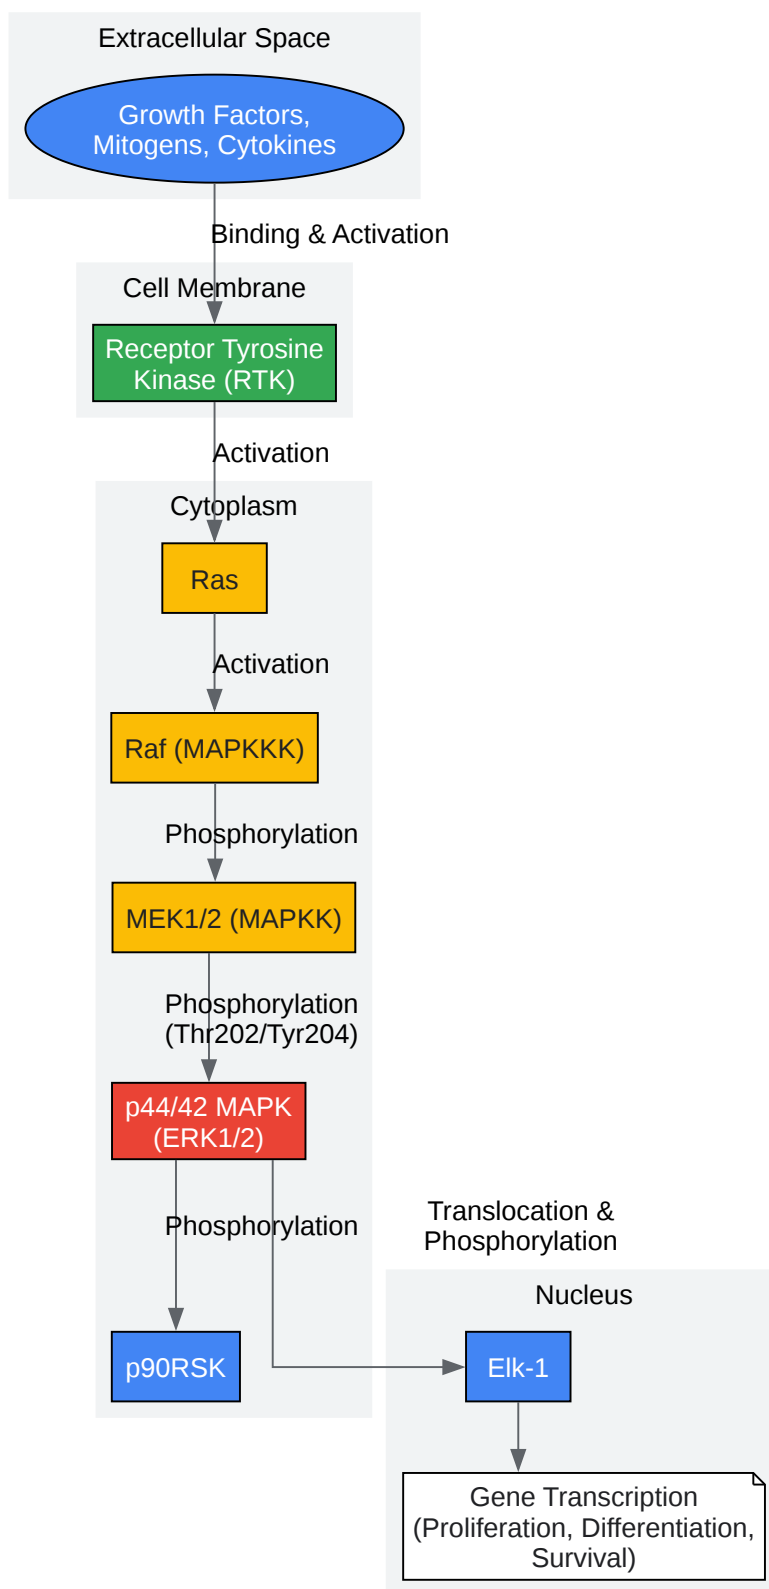 Extracellular Space
Growth Factors,
Mitogens, Cytokines
Binding & Activation
Cell Membrane
Receptor Tyrosine
Kinase (RTK)
Activation
Cytoplasm
Ras
Activation
Raf (MAPKKK)
Phosphorylation
MEK1/2 (MAPKK)
Phosphorylation
(Thr202/Tyr204)
p44/42 MAPK
(ERK1/2)
Phosphorylation
Translocation &
Phosphorylation
Nucleus
p90RSK
Elk-1
Gene Transcription
(Proliferation, Differentiation,
Survival)